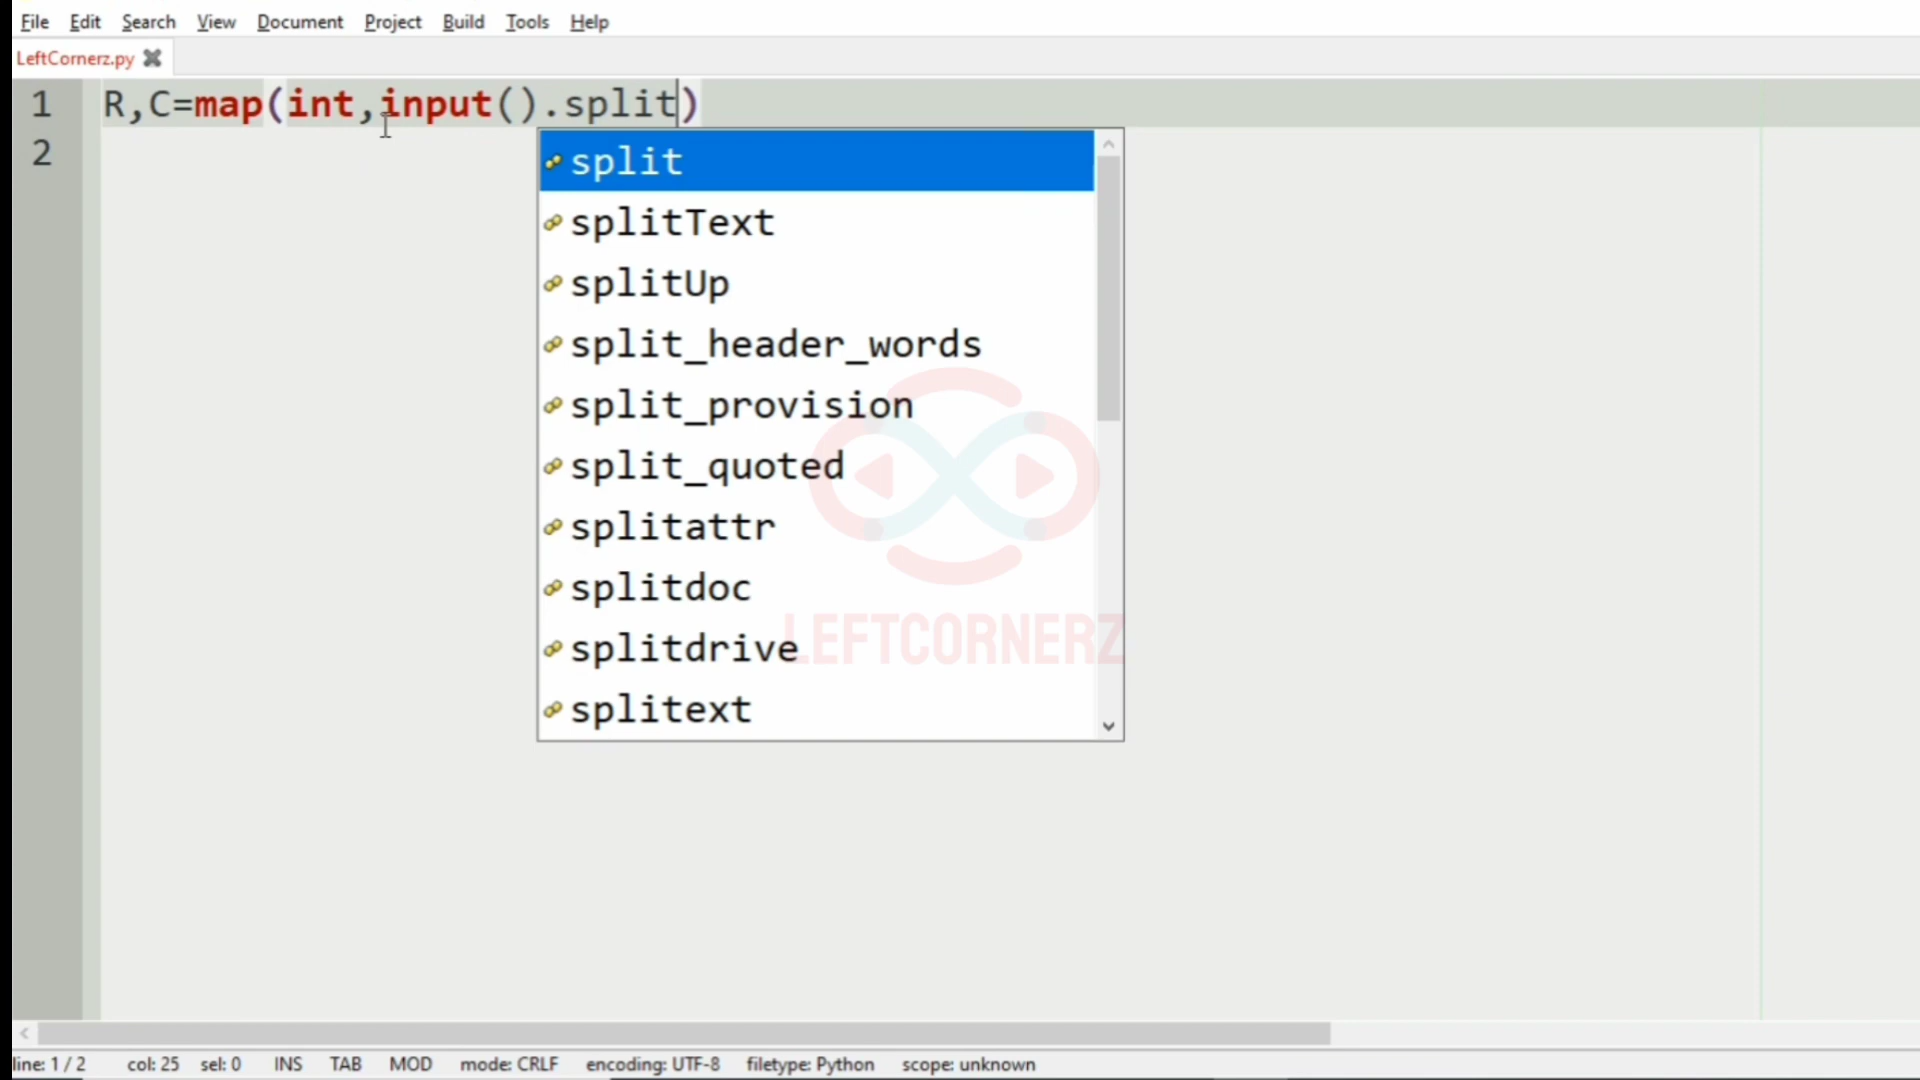 File Edit Search View Document Project Build Tools Help
LeftCornerz.py
1 R,C=map(int,input().split)
2
split
splitText
splitUp
split_header_words
split_provision
split_quoted
splitattr
splitdoc
splitdrive
splitext
LEFTCORNERZ
line: 1 / 2 col: 25 sel: 0 INS TAB MOD mode: CRLF encoding: UTF-8 filetype: Python scope: unknown